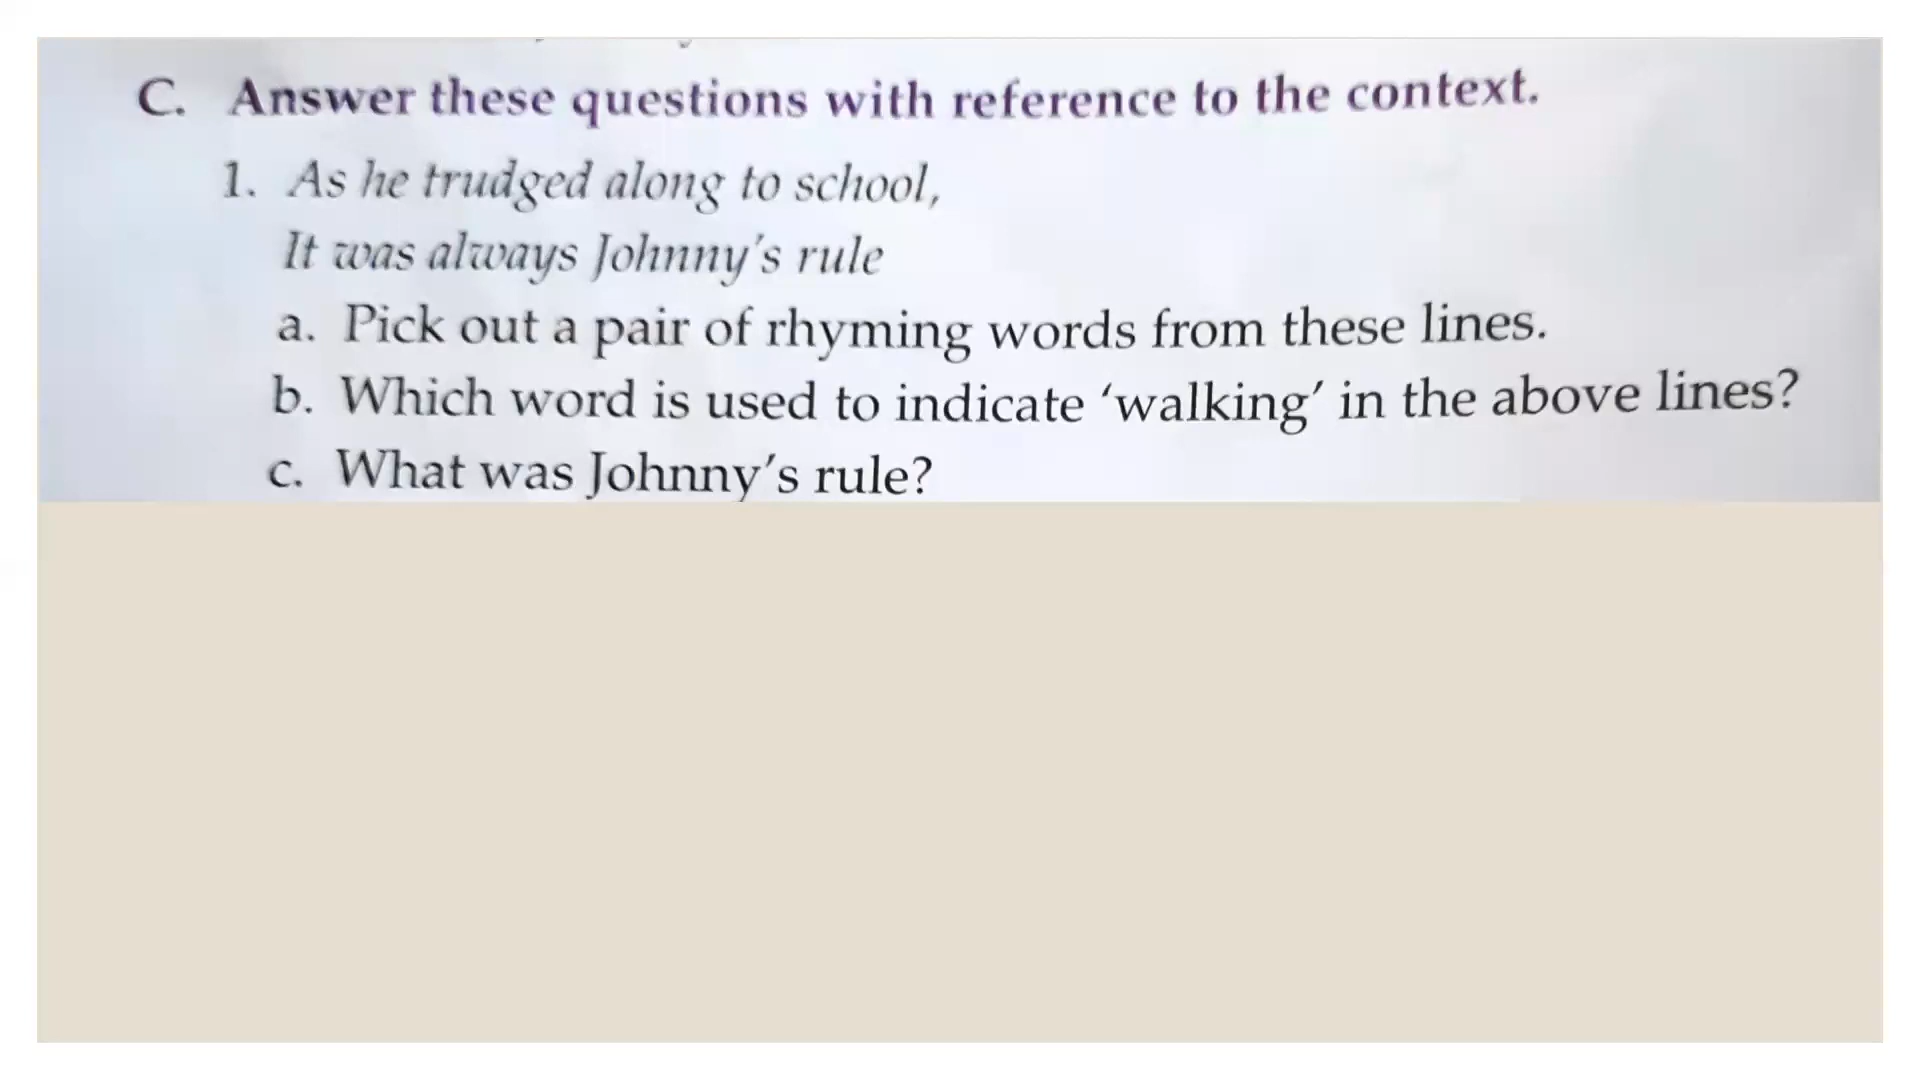 C. Answer these questions with reference to the context.
1. As he trudged along to school,
It was always Johnny's rule
a. Pick out a pair of rhyming words from these lines.
b. Which word is used to indicate ‘walking’ in the above lines?
c. What was Johnny's rule?